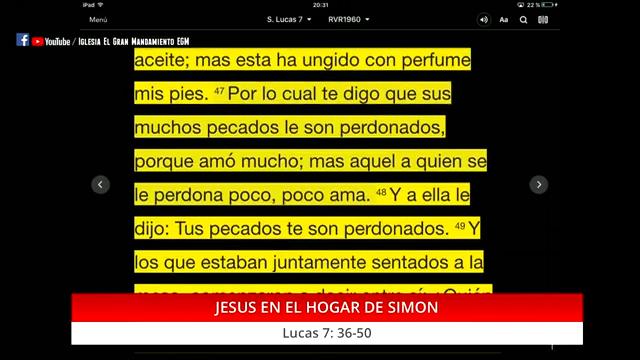 iPad
20:31
22 %
Menú
S. Lucas 7
RVR1960
Aa
YouTube / Iglesia El Gran Mandamiento EGM
aceite; mas esta ha ungido con perfume
mis pies. 47 Por lo cual te digo que sus
muchos pecados le son perdonados,
porque amó mucho; mas aquel a quien se
le perdona poco, poco ama. 48 Y a ella le
dijo: Tus pecados te son perdonados. 49 Y
los que estaban juntamente sentados a la
JESUS EN EL HOGAR DE SIMON
Lucas 7: 36-50